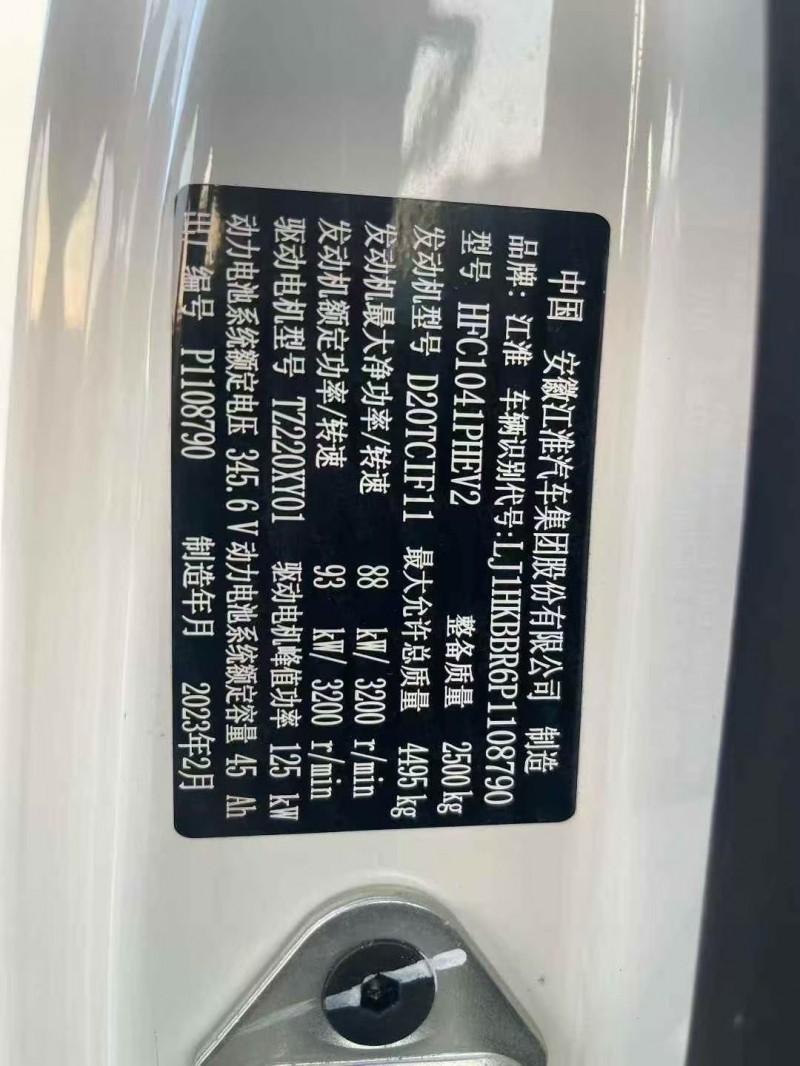 中国 安徽江淮汽车集团股份有限公司 制造
品牌: 江淮 车辆识别代号:LJ1HKBBR6P1108790
型号 HFC1041PHEV2 整备质量 2500 kg
发动机型号 D20TCIF11 最大允许总质量 4495 kg
发动机最大净功率/转速 88 kW/ 3200 r/min
发动机额定功率/转速 93 kW/ 3200 r/min
驱动电机型号 TZ220XY01 驱动电机峰值功率 125 kW
动力电池系统额定电压 345.6 V 动力电池系统额定容量 45 Ah
出厂编号 P1108790 制造年月 2023年2月